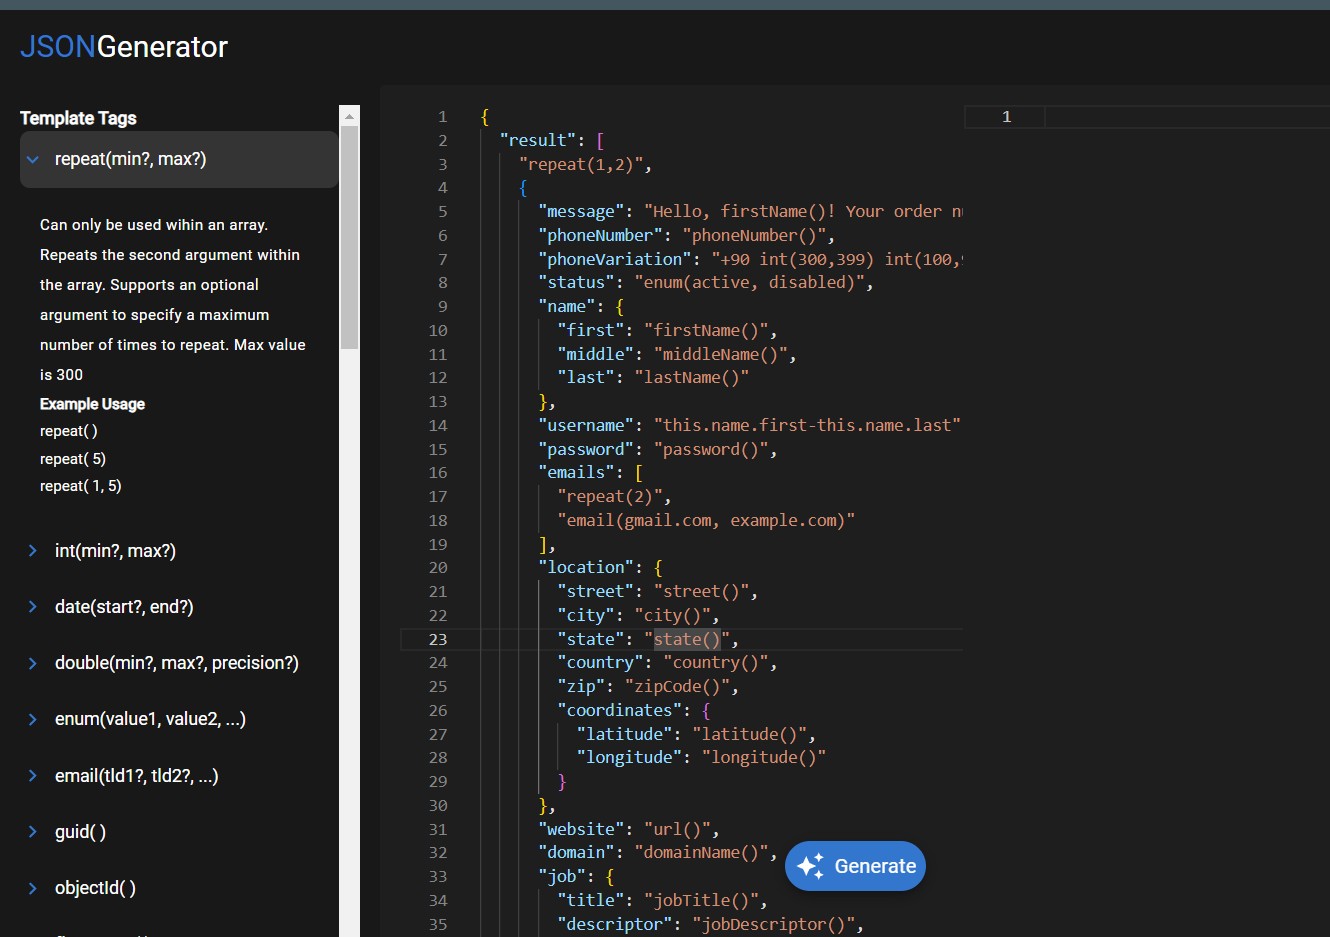 JSONGenerator
Template Tags
repeat(min?, max?)
Can only be used wihin an array.
Repeats the second argument within
the array. Supports an optional
argument to specify a maximum
number of times to repeat. Max value
is 300
Example Usage
repeat( )
repeat( 5)
repeat( 1, 5)
int(min?, max?)
date(start?, end?)
double(min?, max?, precision?)
enum(value1, value2, ...)
email(tld1?, tld2?, ...)
guid( )
objectId( )
1 {
2 "result": [
3 "repeat(1,2)",
4 {
5 "message": "Hello, firstName()! Your order
6 "phoneNumber": "phoneNumber()",
7 "phoneVariation": "+90 int(300,399) int(100,
8 "status": "enum(active, disabled)",
9 "name": {
10 "first": "firstName()",
11 "middle": "middleName()",
12 "last": "lastName()"
13 },
14 "username": "this.name.first-this.name.last"
15 "password": "password()",
16 "emails": [
17 "repeat(2)",
18 "email(gmail.com, example.com)"
19 ],
20 "location": {
21 "street": "street()",
22 "city": "city()",
23 "state": "state()",
24 "country": "country()",
25 "zip": "zipCode()",
26 "coordinates": {
27 "latitude": "latitude()",
28 "longitude": "longitude()"
29 }
30 },
31 "website": "url()",
32 "domain": "domainName()",
33 "job": {
34 "title": "jobTitle()",
35 "descriptor": "jobDescriptor()",
Generate
1